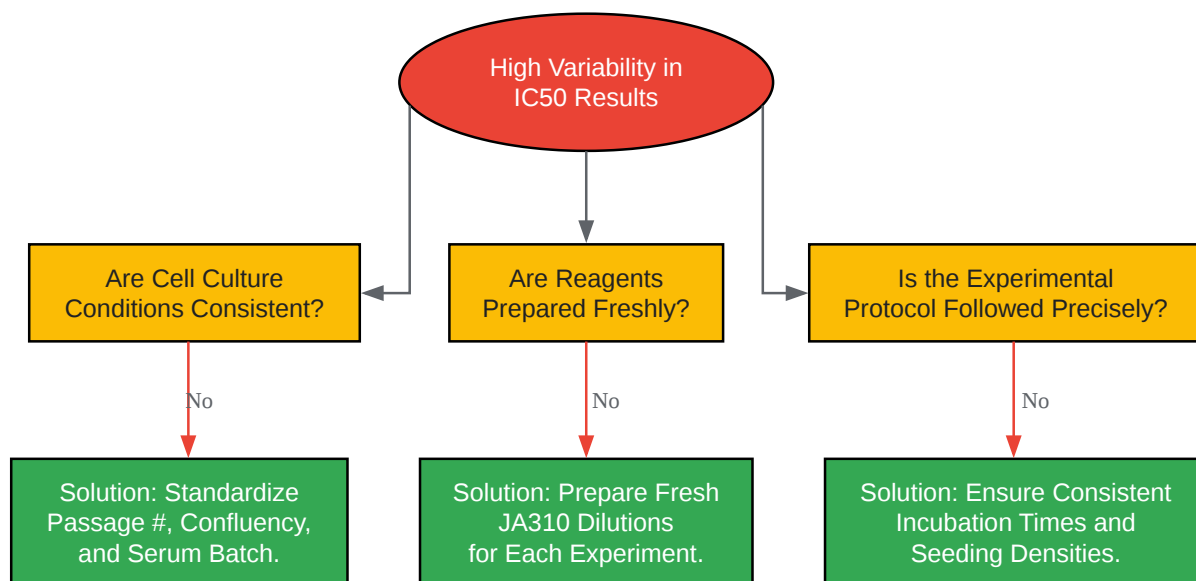 High Variability in
IC50 Results
Are Cell Culture
Conditions Consistent?
Are Reagents
Prepared Freshly?
Is the Experimental
Protocol Followed Precisely?
No
No
No
Solution: Standardize
Passage #, Confluency,
and Serum Batch.
Solution: Prepare Fresh
JA310 Dilutions
for Each Experiment.
Solution: Ensure Consistent
Incubation Times and
Seeding Densities.